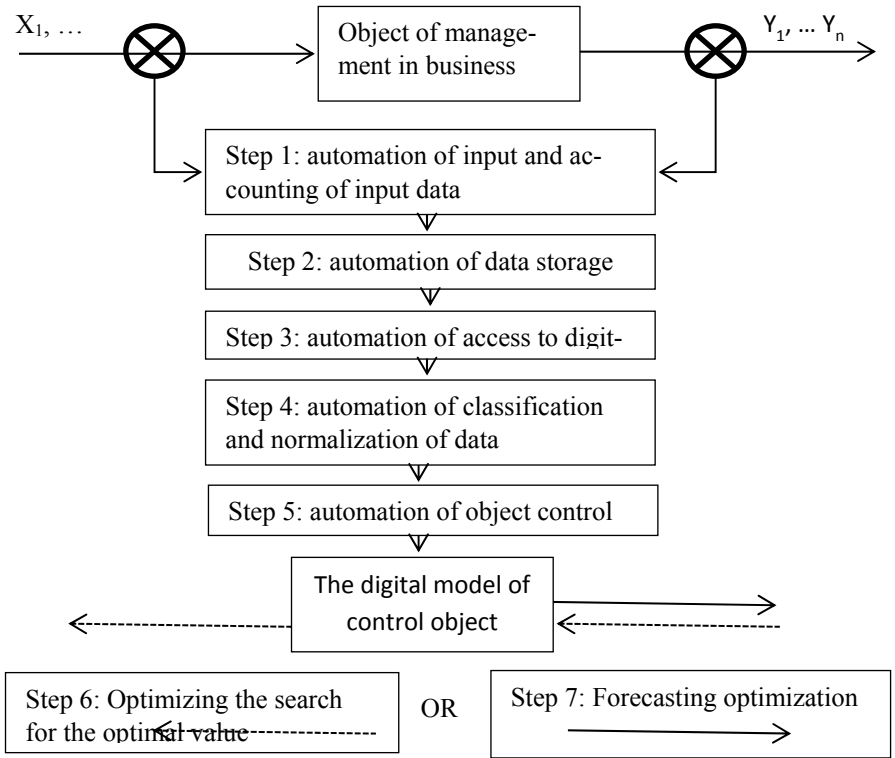 X₁, …
Object of manage-
ment in business
Y₁, … Yₙ
Step 1: automation of input and ac-
counting of input data
Step 2: automation of data storage
Step 3: automation of access to digit-
Step 4: automation of classification
and normalization of data
Step 5: automation of object control
The digital model of
control object
Step 6: Optimizing the search
for the optimal value
OR
Step 7: Forecasting optimization